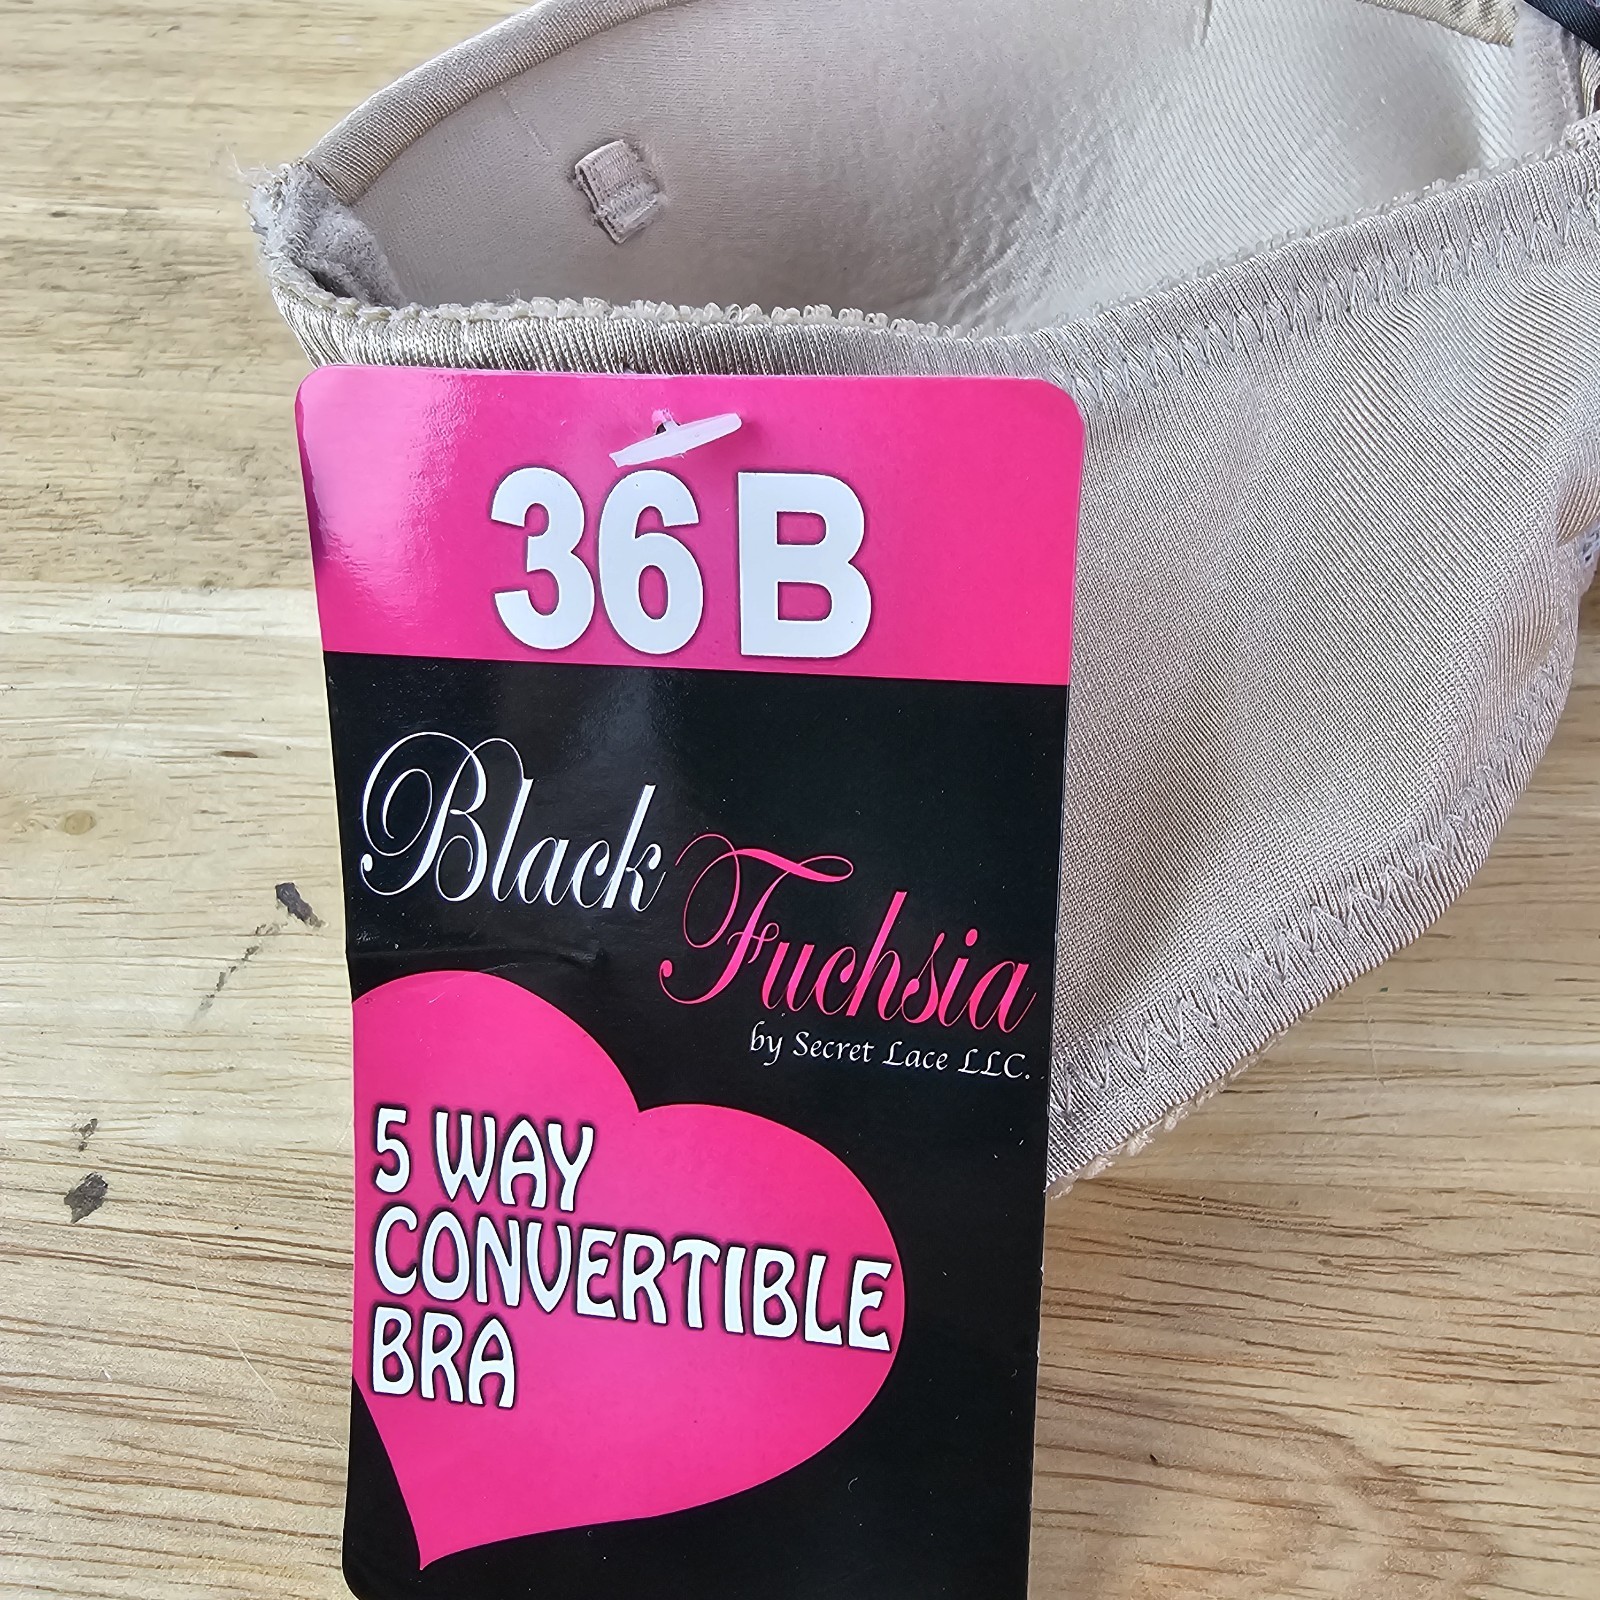 36B
Black
Fuchsia
by Secret Lace LLC.
5 WAY
CONVERTIBLE
BRA